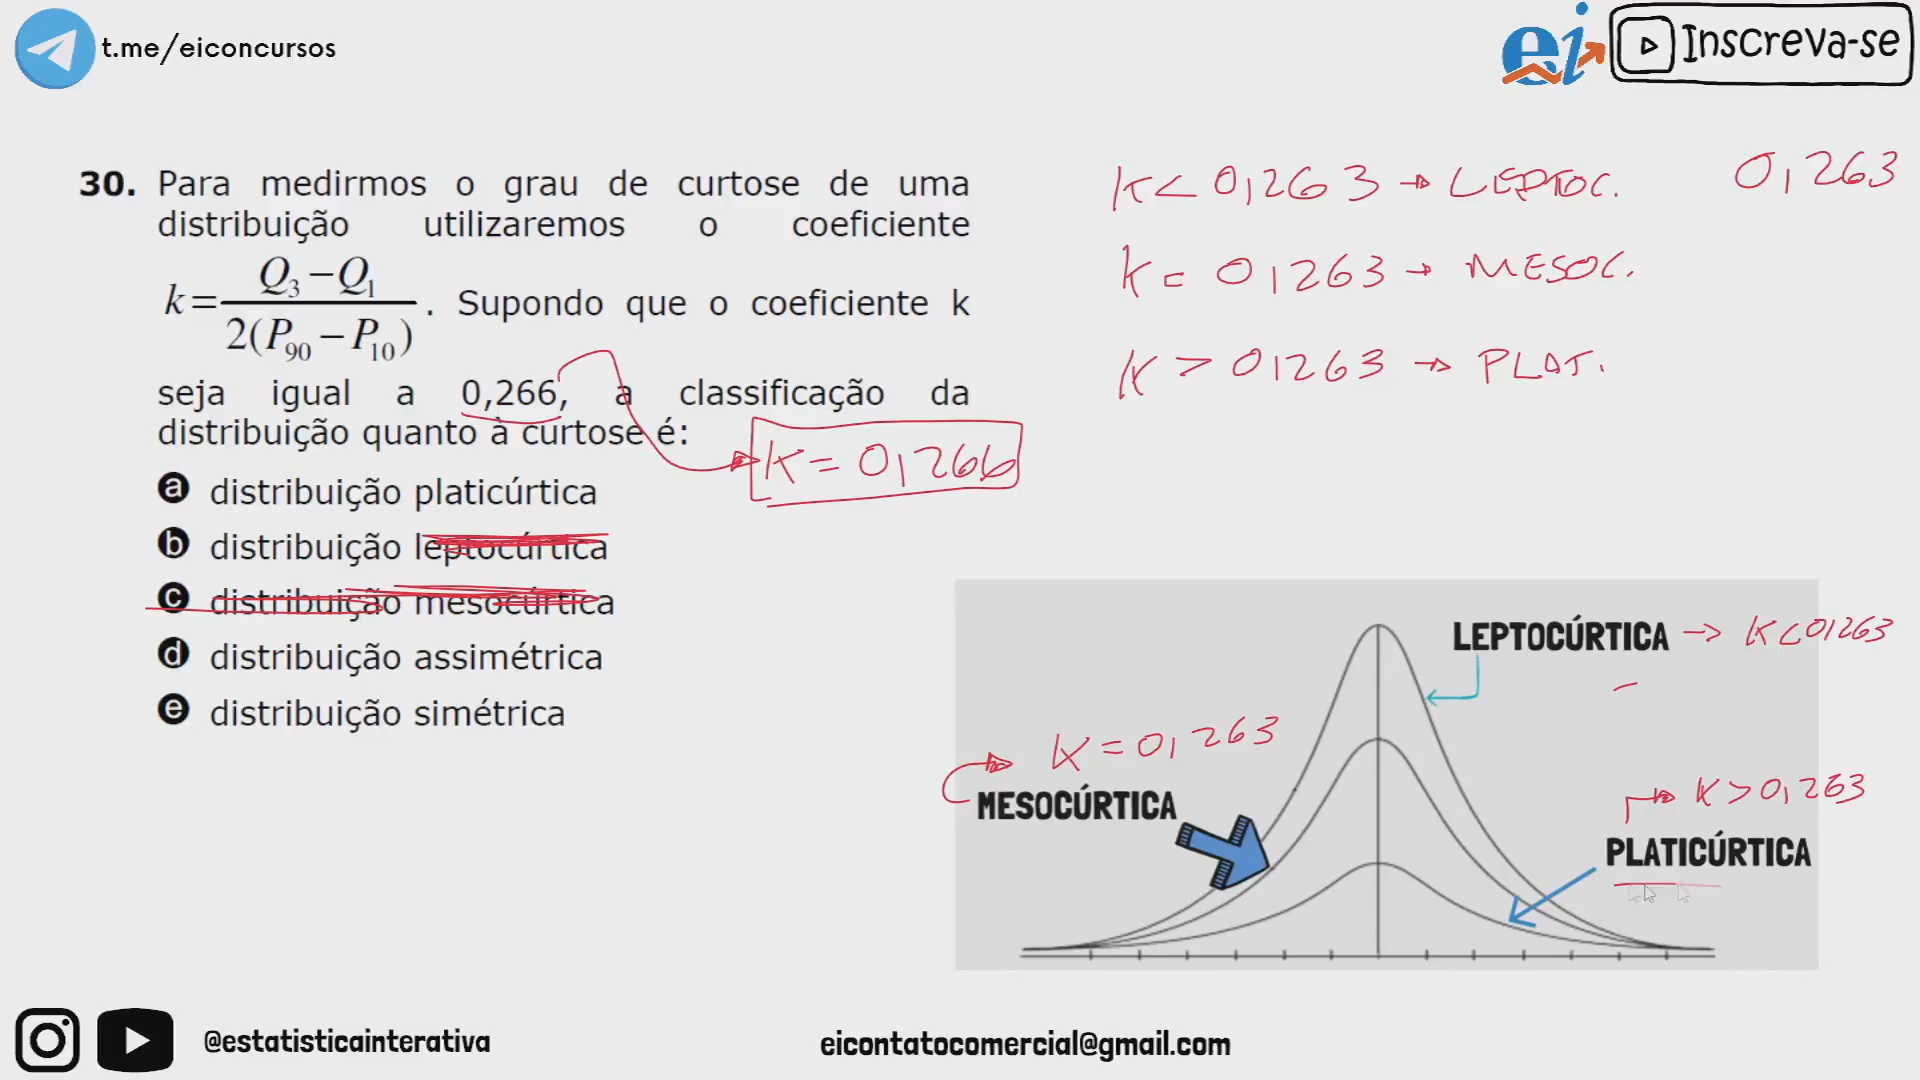 t.me/eiconcursos
ei
Inscreva-se
30. Para medirmos o grau de curtose de uma
distribuição utilizaremos o coeficiente
k = (Q3 − Q1) / 2(P90 − P10) . Supondo que o coeficiente k
seja igual a 0,266, a classificação da
distribuição quanto à curtose é:
a distribuição platicúrtica
b distribuição leptocúrtica
c distribuição mesocúrtica
d distribuição assimétrica
e distribuição simétrica
K = 0,266
K < 0,263 → LEPTOC.
0,263
K = 0,263 → MESOC.
K > 0,263 → PLAT.
LEPTOCÚRTICA → K < 0,263
K = 0,263
MESOCÚRTICA
K > 0,263
PLATICÚRTICA
@estatisticainterativa
eicontatocomercial@gmail.com